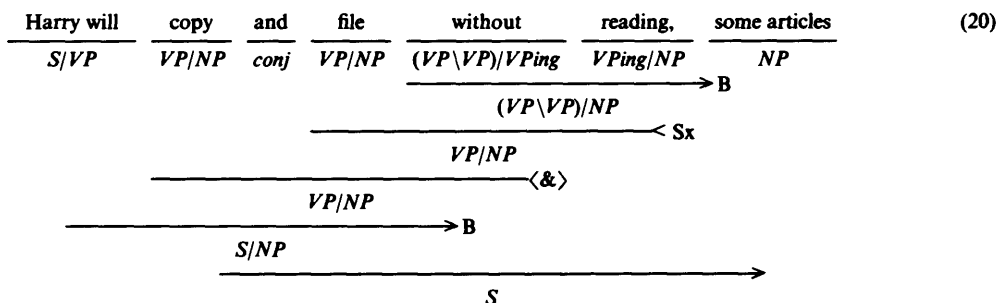 Harry will copy and file without reading, some articles (20)
S/VP VP/NP conj VP/NP (VP\VP)/VPing VPing/NP NP
B
(VP\VP)/NP
< Sx
VP/NP
⟨&⟩
VP/NP
B
S/NP
S